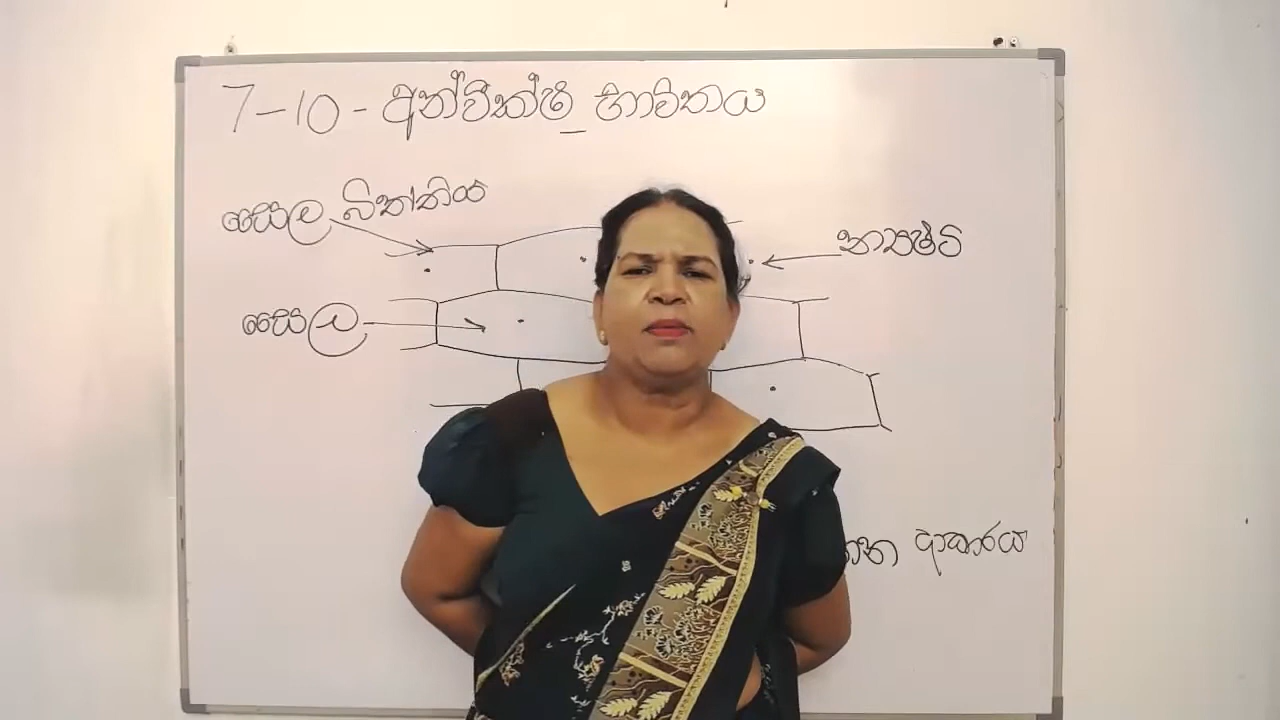 7-10- අන්වීක්ෂ භාවිතය
සෛල බිත්තිය
න්‍යෂ්ටි
සෛල
ආකාරය